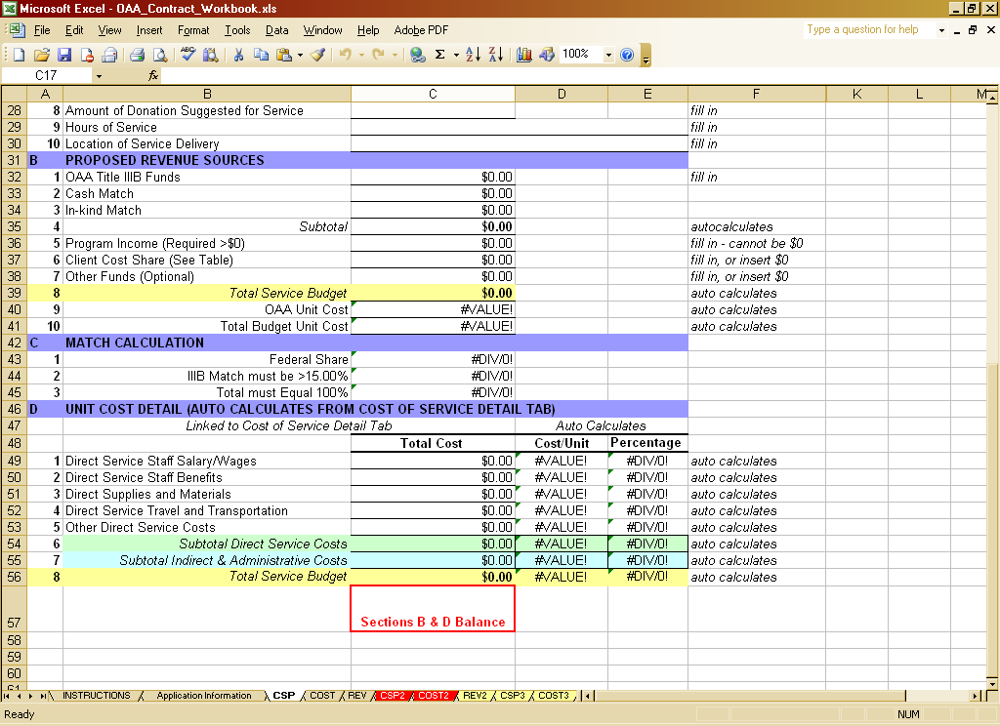 Microsoft Excel - OAA_Contract_Workbook.xls
File Edit View Insert Format Tools Data Window Help Adobe PDF Type a question for help
Σ 100%
C17 fx
A B C D E F K L M
28 8 Amount of Donation Suggested for Service fill in
29 9 Hours of Service fill in
30 10 Location of Service Delivery fill in
31 B PROPOSED REVENUE SOURCES
32 1 OAA Title IIIB Funds $0.00 fill in
33 2 Cash Match $0.00
34 3 In-kind Match $0.00
35 4 Subtotal $0.00 autocalculates
36 5 Program Income (Required >$0) $0.00 fill in - cannot be $0
37 6 Client Cost Share (See Table) $0.00 fill in, or insert $0
38 7 Other Funds (Optional) $0.00 fill in, or insert $0
39 8 Total Service Budget $0.00 auto calculates
40 9 OAA Unit Cost #VALUE! auto calculates
41 10 Total Budget Unit Cost #VALUE! auto calculates
42 C MATCH CALCULATION
43 1 Federal Share #DIV/0!
44 2 IIIB Match must be >15.00% #DIV/0!
45 3 Total must Equal 100% #DIV/0!
46 D UNIT COST DETAIL (AUTO CALCULATES FROM COST OF SERVICE DETAIL TAB)
47 Linked to Cost of Service Detail Tab Auto Calculates
48 Total Cost Cost/Unit Percentage
49 1 Direct Service Staff Salary/Wages $0.00 #VALUE! #DIV/0! auto calculates
50 2 Direct Service Staff Benefits $0.00 #VALUE! #DIV/0! auto calculates
51 3 Direct Supplies and Materials $0.00 #VALUE! #DIV/0! auto calculates
52 4 Direct Service Travel and Transportation $0.00 #VALUE! #DIV/0! auto calculates
53 5 Other Direct Service Costs $0.00 #VALUE! #DIV/0! auto calculates
54 6 Subtotal Direct Service Costs $0.00 #VALUE! #DIV/0! auto calculates
55 7 Subtotal Indirect & Administrative Costs $0.00 #VALUE! #DIV/0! auto calculates
56 8 Total Service Budget $0.00 #VALUE! #DIV/0! auto calculates
57 Sections B & D Balance
58
59
60
61
INSTRUCTIONS Application Information CSP COST REV CSP2 COST2 REV2 CSP3 COST3
Ready NUM